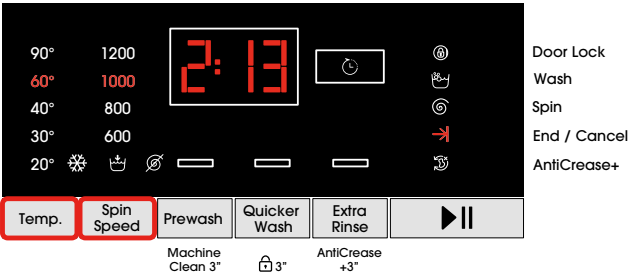 90° 1200 2:13 Door Lock
60° 1000 Wash
40° 800 Spin
30° 600 End / Cancel
20° AntiCrease+
Temp. Spin Speed Prewash Quicker Wash Extra Rinse
Machine Clean 3” 3” AntiCrease +3”